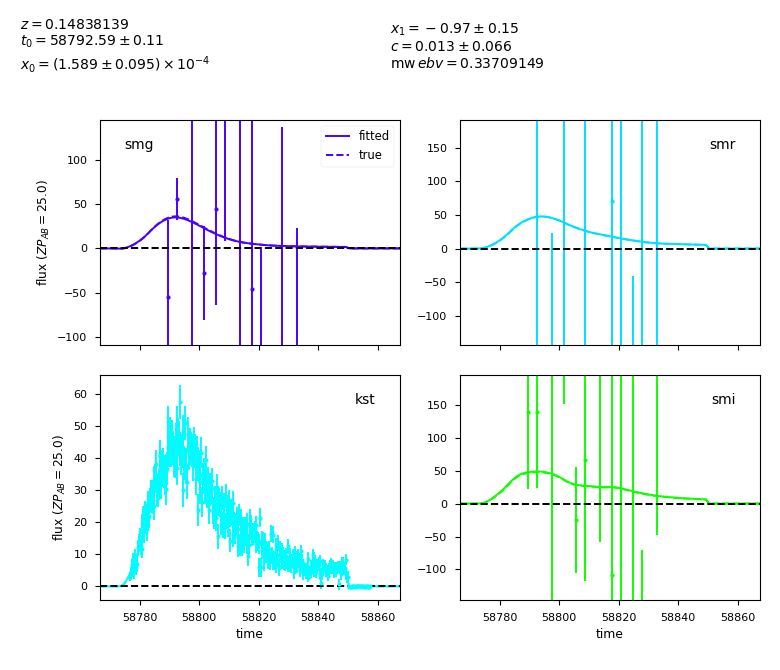 z = 0.14838139
t₀ = 58792.59 ± 0.11
x₀ = (1.589 ± 0.095) × 10⁻⁴
x₁ = −0.97 ± 0.15
c = 0.013 ± 0.066
mw ebv = 0.33709149
smg
fitted
true
flux (ZP_AB = 25.0)
100
50
0
−50
−100
smr
150
100
50
0
−50
−100
kst
flux (ZP_AB = 25.0)
60
50
40
30
20
10
0
58780 58800 58820 58840 58860
time
smi
150
100
50
0
−50
−100
58780 58800 58820 58840 58860
time